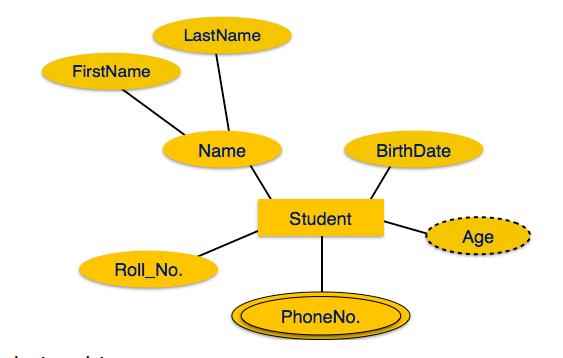 LastName
FirstName
Name
BirthDate
Student
Age
Roll_No.
PhoneNo.